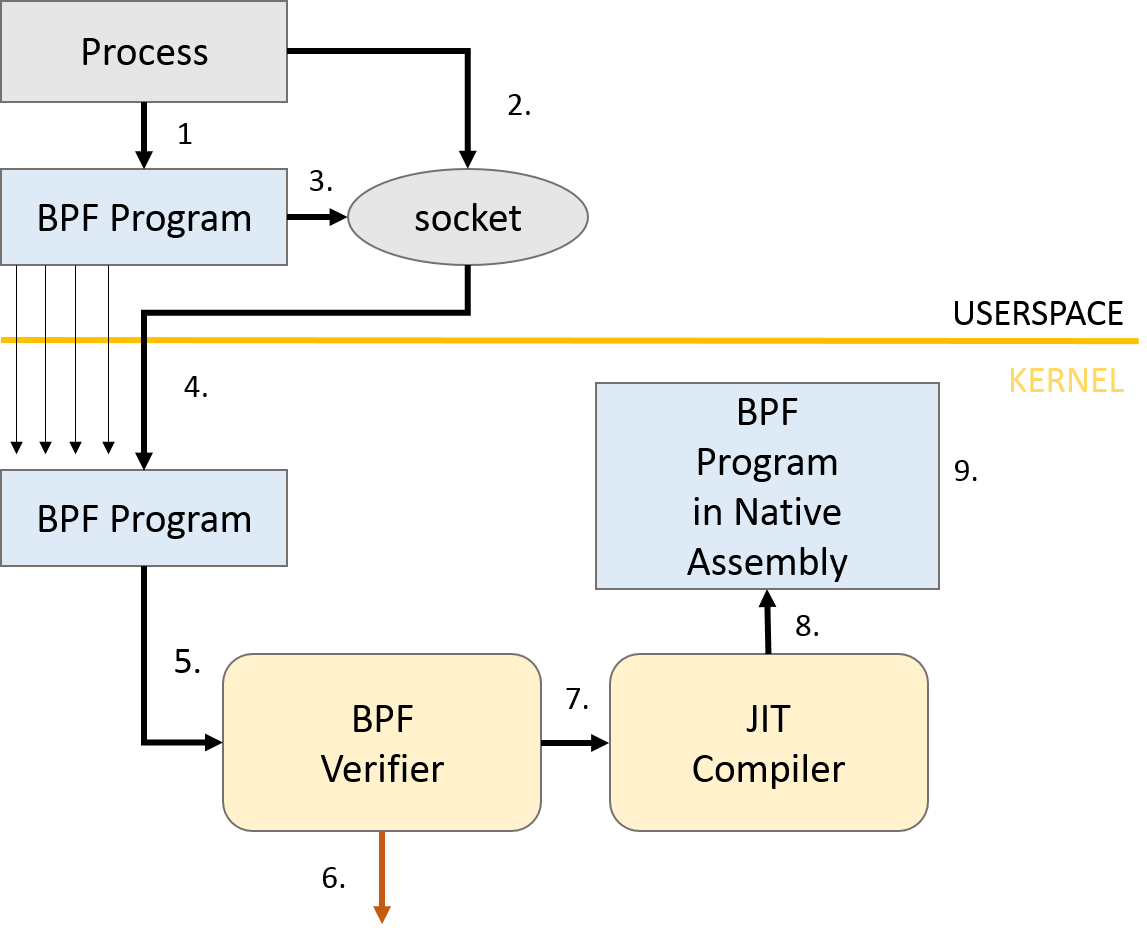 Process
1
2.
BPF Program
3.
socket
USERSPACE
KERNEL
4.
BPF
Program
in Native
Assembly
9.
BPF Program
5.
8.
BPF
Verifier
7.
JIT
Compiler
6.